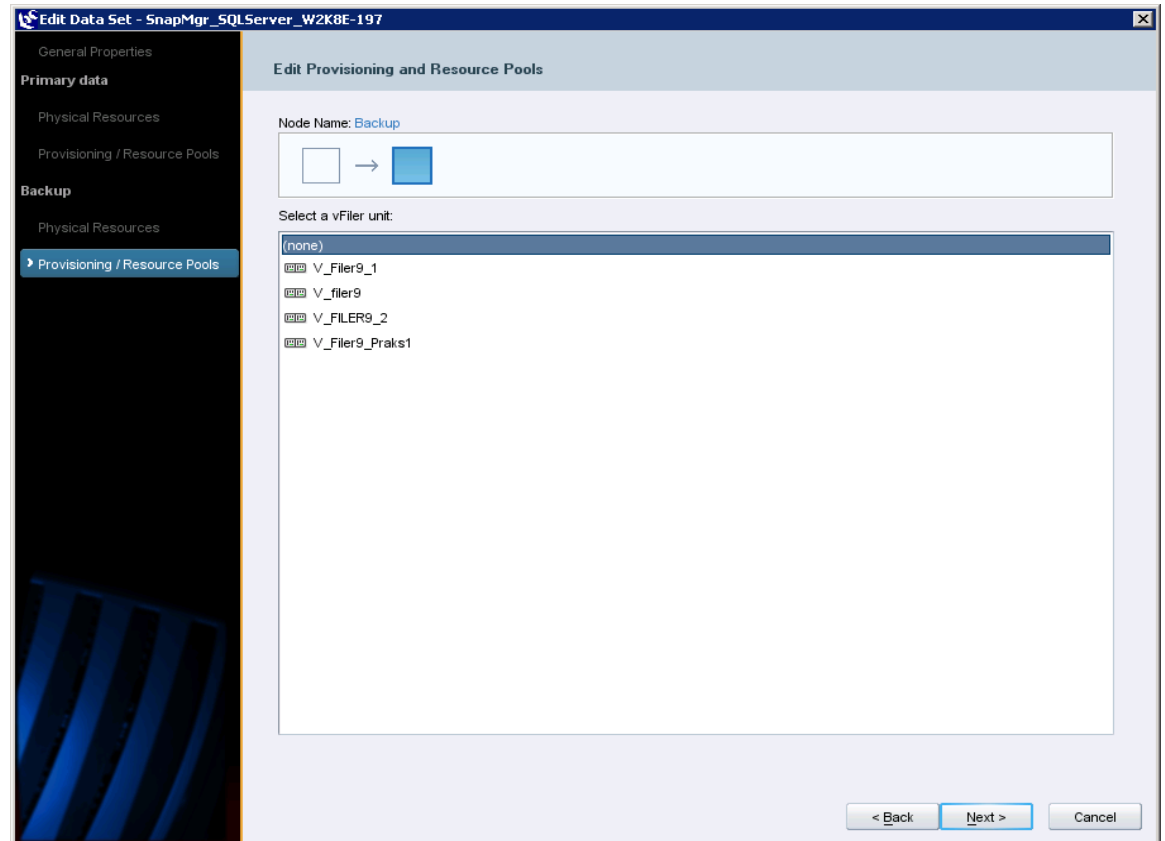 Edit Data Set - SnapMgr_SQLServer_W2K8E-197
General Properties
Primary data
Physical Resources
Provisioning / Resource Pools
Backup
Physical Resources
Provisioning / Resource Pools
Edit Provisioning and Resource Pools
Node Name: Backup
Select a vFiler unit:
(none)
V_Filer9_1
V_filer9
V_FILER9_2
V_Filer9_Praks1
< Back
Next >
Cancel